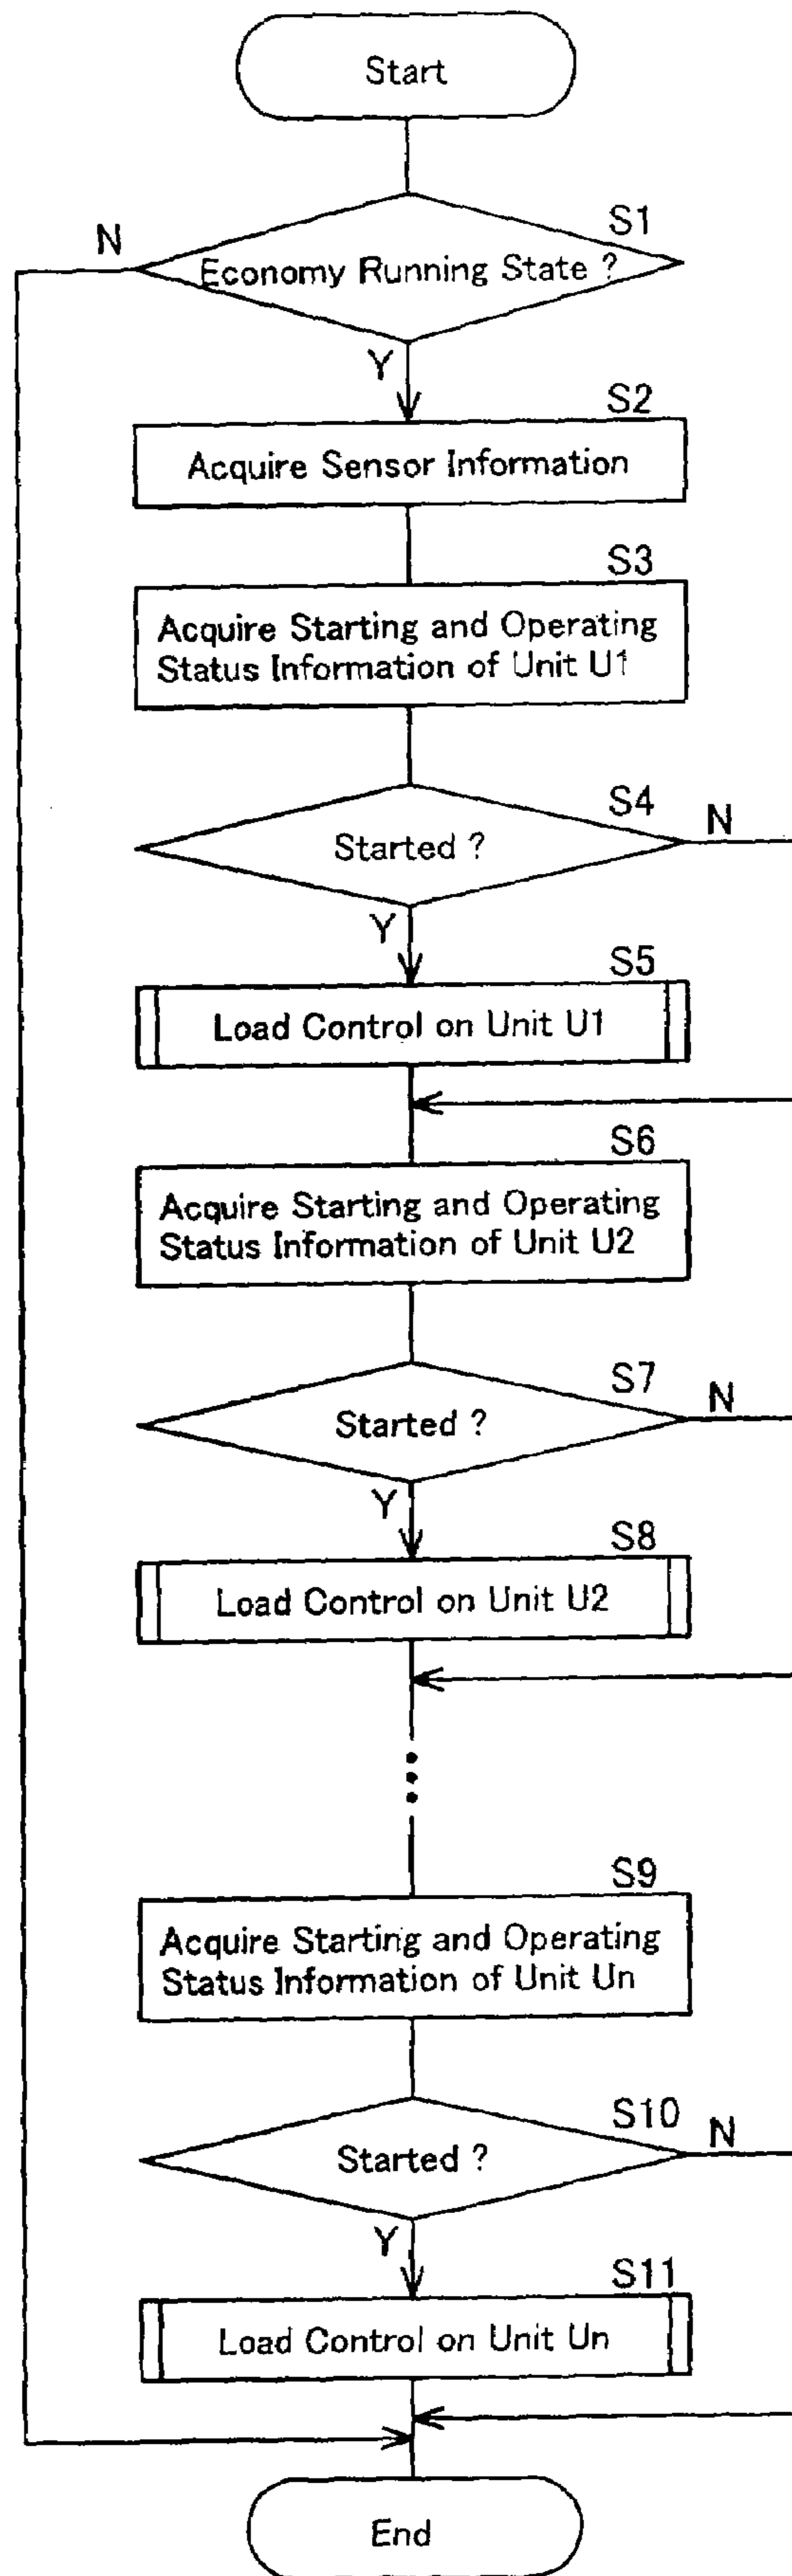 Start
S1
N
Economy Running State ?
Y
S2
Acquire Sensor Information
S3
Acquire Starting and Operating
Status Information of Unit U1
S4
N
Started ?
Y
S5
Load Control on Unit U1
S6
Acquire Starting and Operating
Status Information of Unit U2
S7
N
Started ?
Y
S8
Load Control on Unit U2
S9
Acquire Starting and Operating
Status Information of Unit Un
S10
N
Started ?
Y
S11
Load Control on Unit Un
End